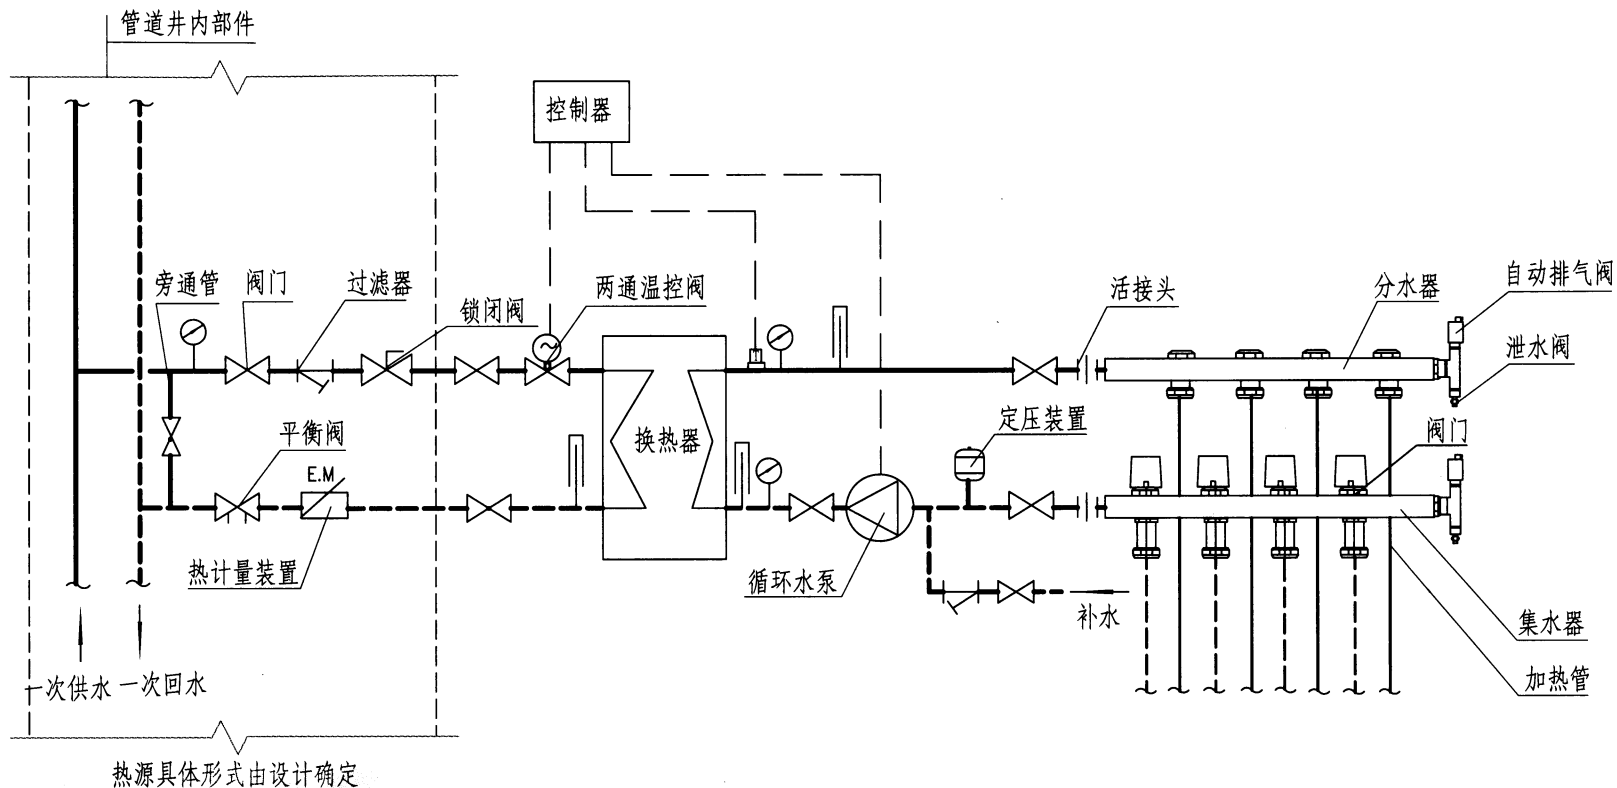 管道井内部件
控制器
旁通管
阀门
过滤器
锁闭阀
两通温控阀
活接头
分水器
自动排气阀
泄水阀
平衡阀
E.M
换热器
定压装置
阀门
热计量装置
循环水泵
补水
集水器
加热管
一次供水
一次回水
热源具体形式由设计确定